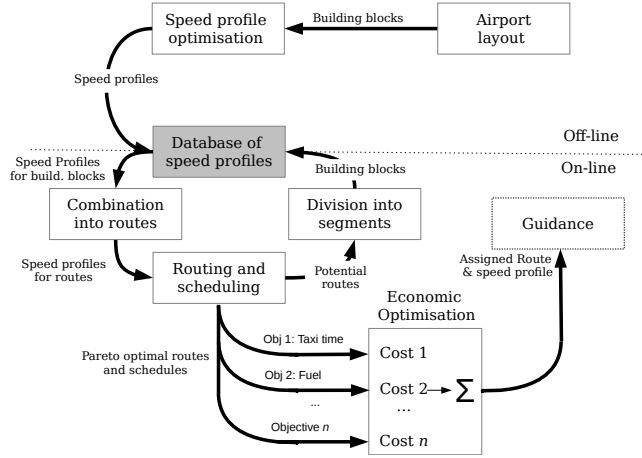 Speed profile
optimisation
Building blocks
Airport
layout
Speed profiles
Database of
speed profiles
Off-line
On-line
Speed Profiles
for build. blocks
Building blocks
Combination
into routes
Division into
segments
Guidance
Speed profiles
for routes
Routing and
scheduling
Potential
routes
Assigned Route
& speed profile
Economic
Optimisation
Pareto optimal routes
and schedules
Obj 1: Taxi time
Cost 1
Obj 2: Fuel
Cost 2
Σ
...
...
Objective n
Cost n